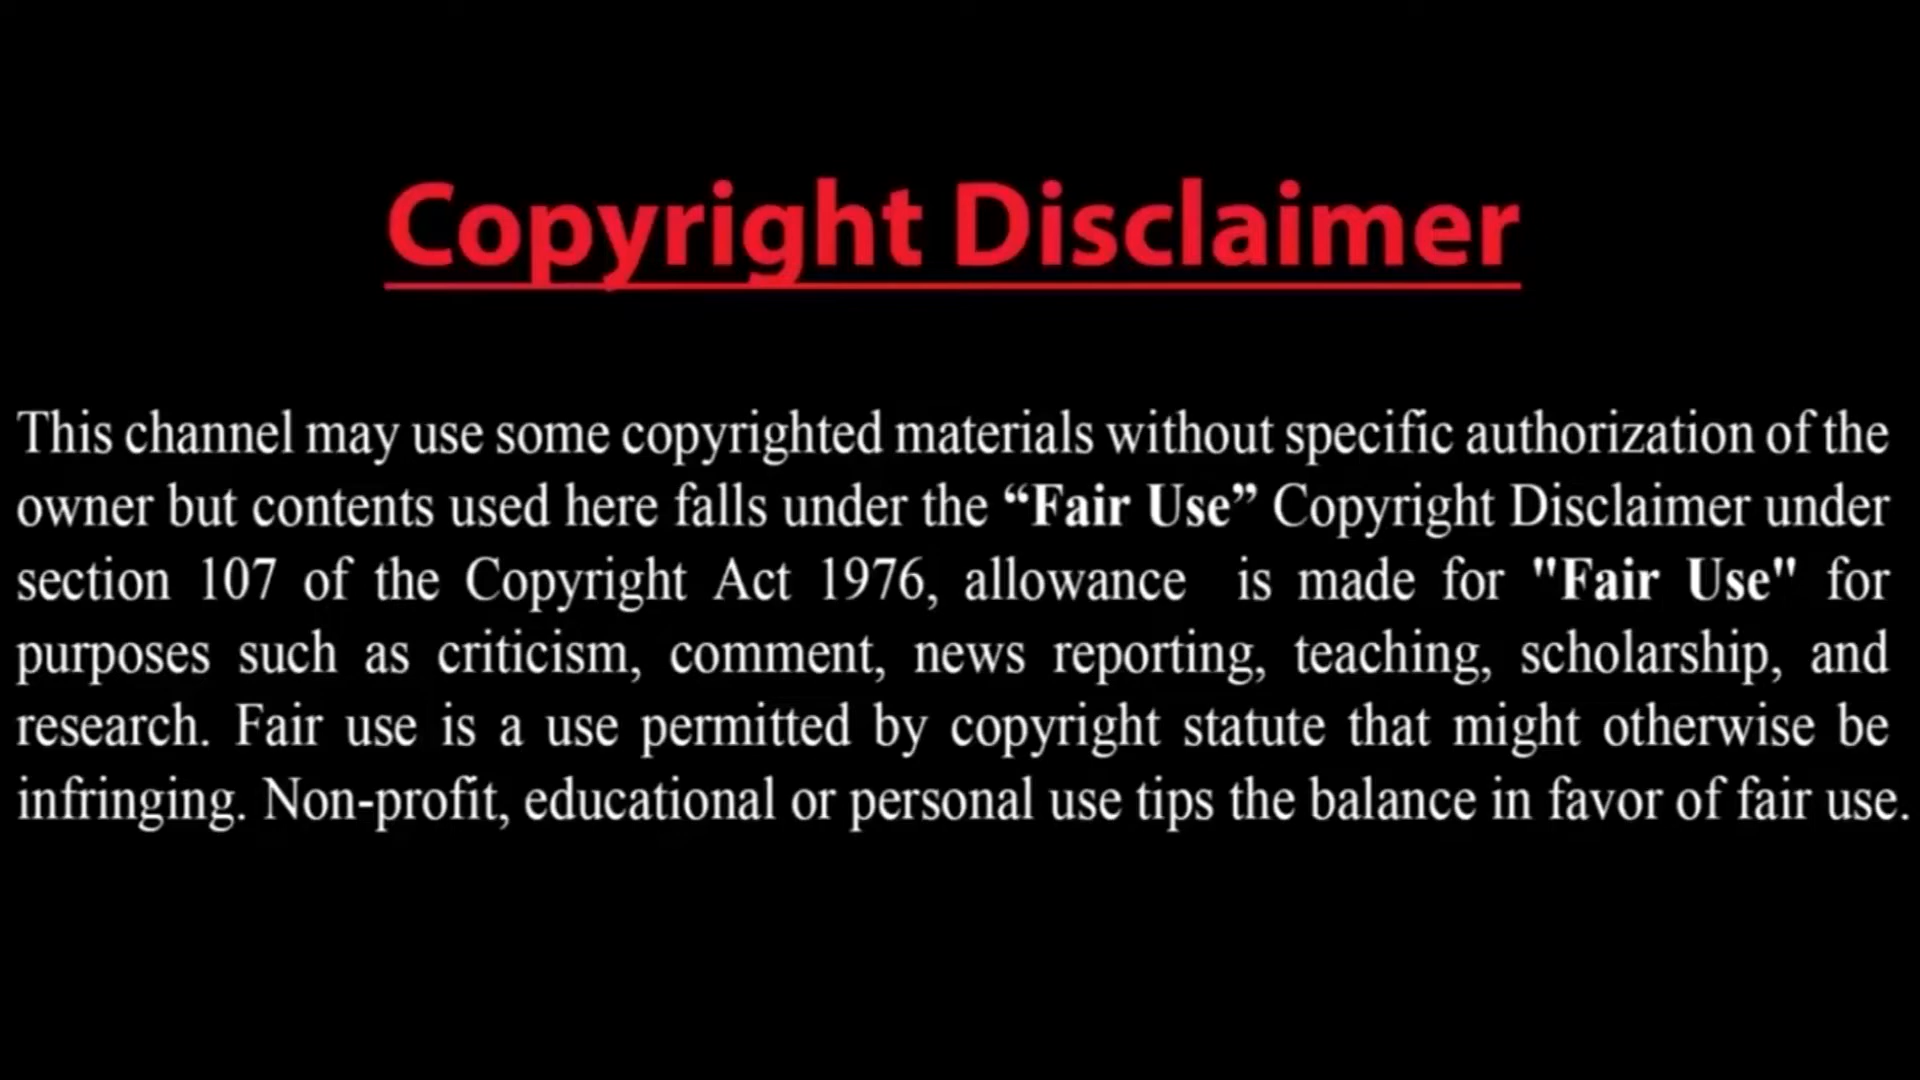 Copyright Disclaimer
This channel may use some copyrighted materials without specific authorization of the
owner but contents used here falls under the “Fair Use” Copyright Disclaimer under
section 107 of the Copyright Act 1976, allowance  is made for "Fair Use" for
purposes such as criticism, comment, news reporting, teaching, scholarship, and
research. Fair use is a use permitted by copyright statute that might otherwise be
infringing. Non-profit, educational or personal use tips the balance in favor of fair use.